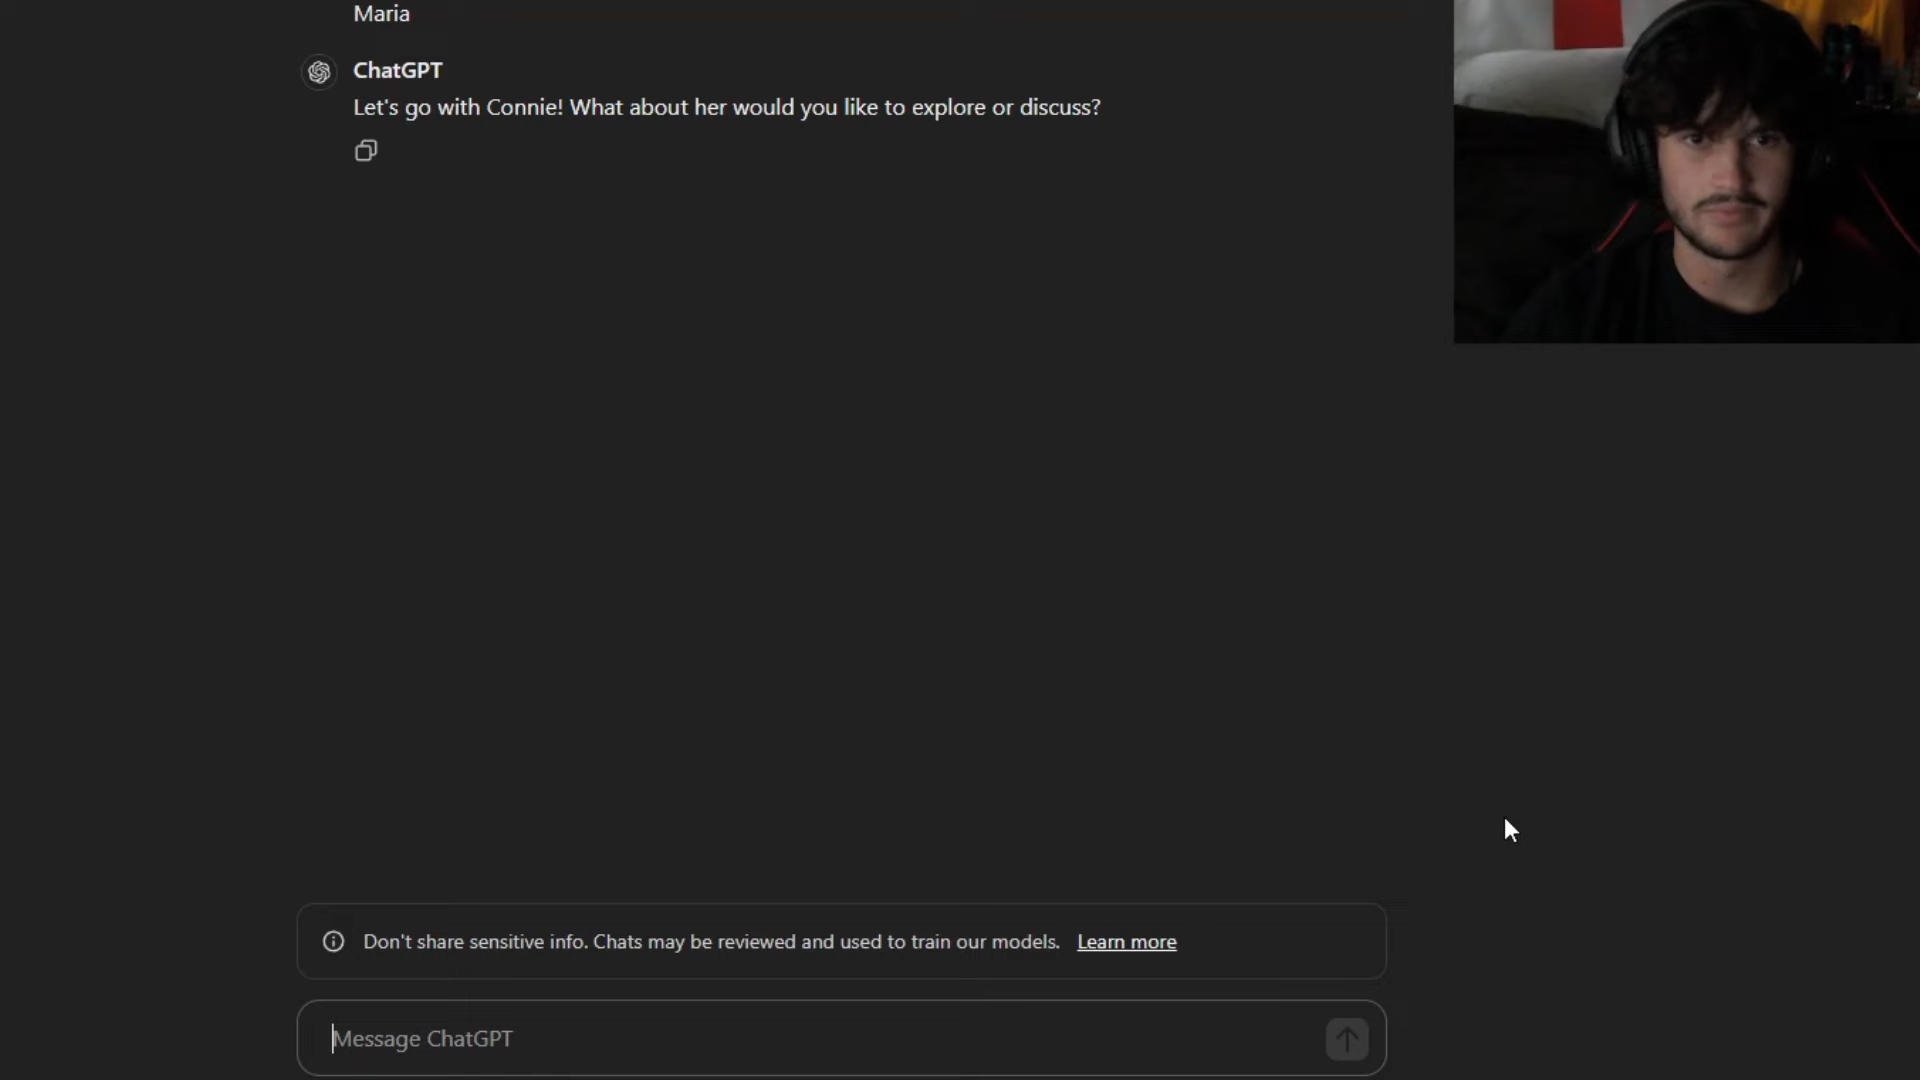 Maria
ChatGPT
Let's go with Connie! What about her would you like to explore or discuss?
Don't share sensitive info. Chats may be reviewed and used to train our models. Learn more
Message ChatGPT